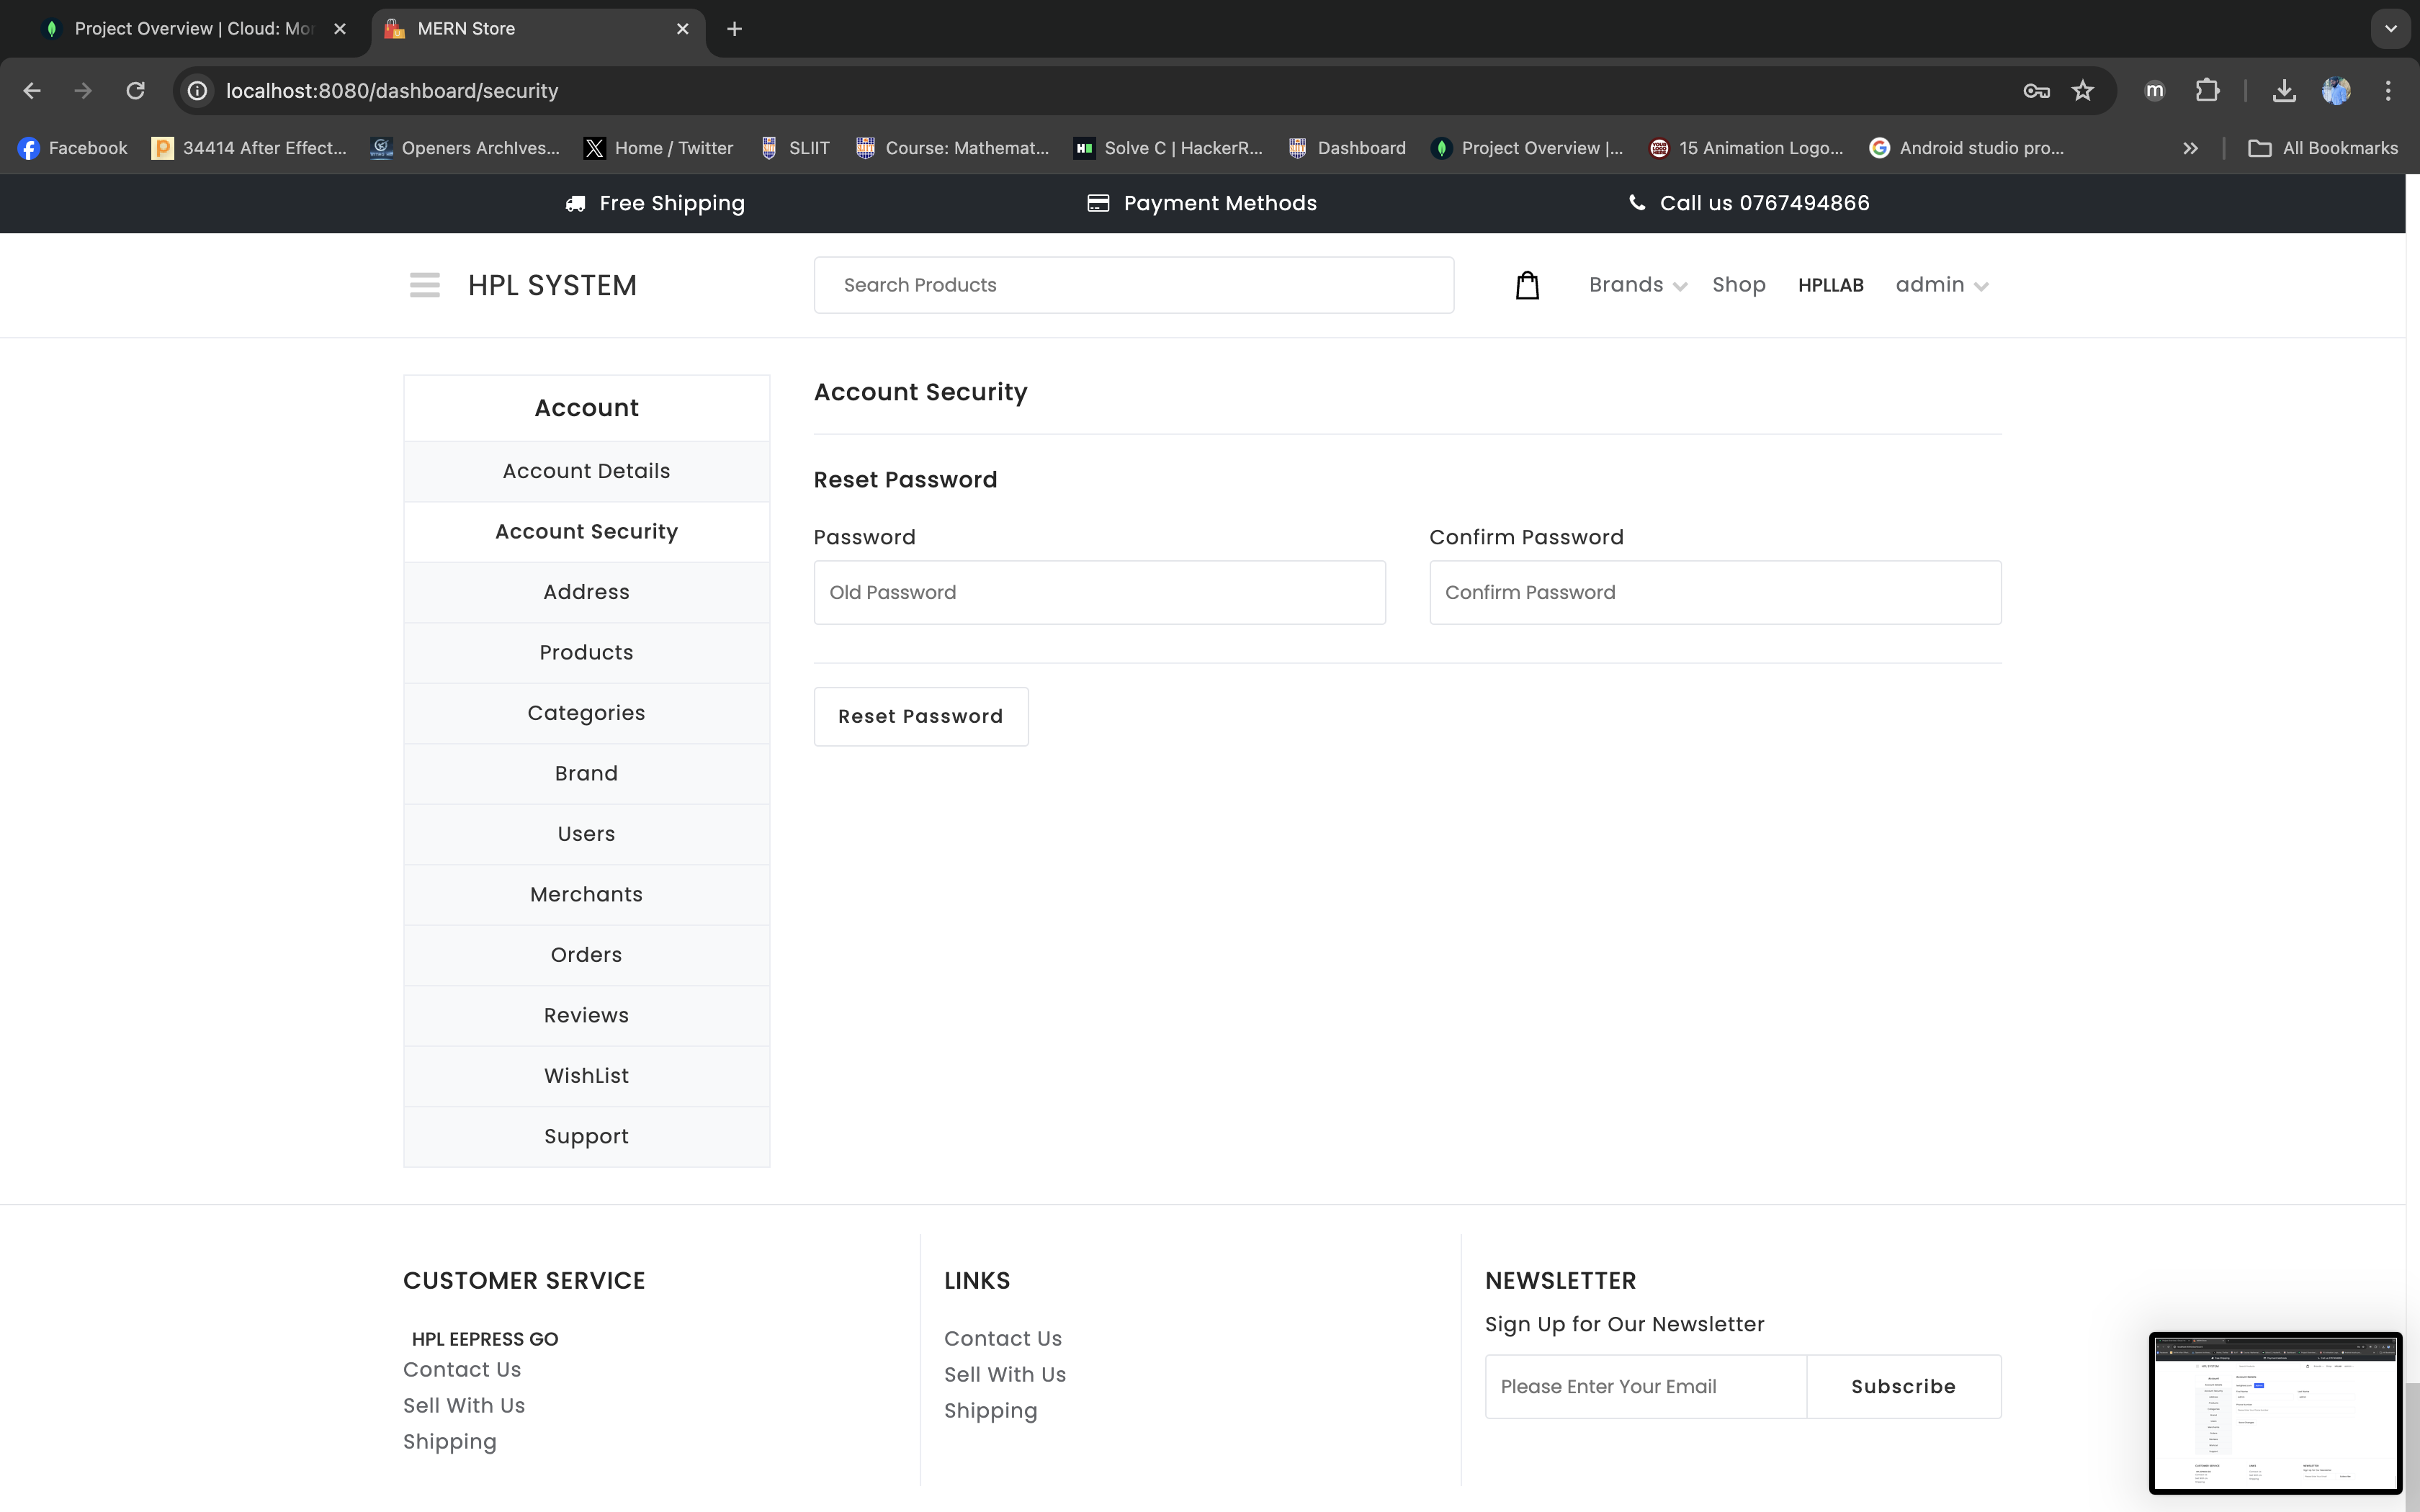 Project Overview | Cloud: Mo
MERN Store
localhost:8080/dashboard/security
m
Facebook
34414 After Effect...
Openers ArchIves...
Home / Twitter
SLIIT
Course: Mathemat...
Solve C | HackerR...
Dashboard
Project Overview |...
15 Animation Logo...
Android studio pro...
All Bookmarks
Free Shipping
Payment Methods
Call us 0767494866
HPL SYSTEM
Search Products
Brands
Shop
HPLLAB
admin
Account
Account Details
Account Security
Address
Products
Categories
Brand
Users
Merchants
Orders
Reviews
WishList
Support
Account Security
Reset Password
Password
Old Password
Confirm Password
Confirm Password
Reset Password
CUSTOMER SERVICE
HPL EEPRESS GO
Contact Us
Sell With Us
Shipping
LINKS
Contact Us
Sell With Us
Shipping
NEWSLETTER
Sign Up for Our Newsletter
Please Enter Your Email
Subscribe